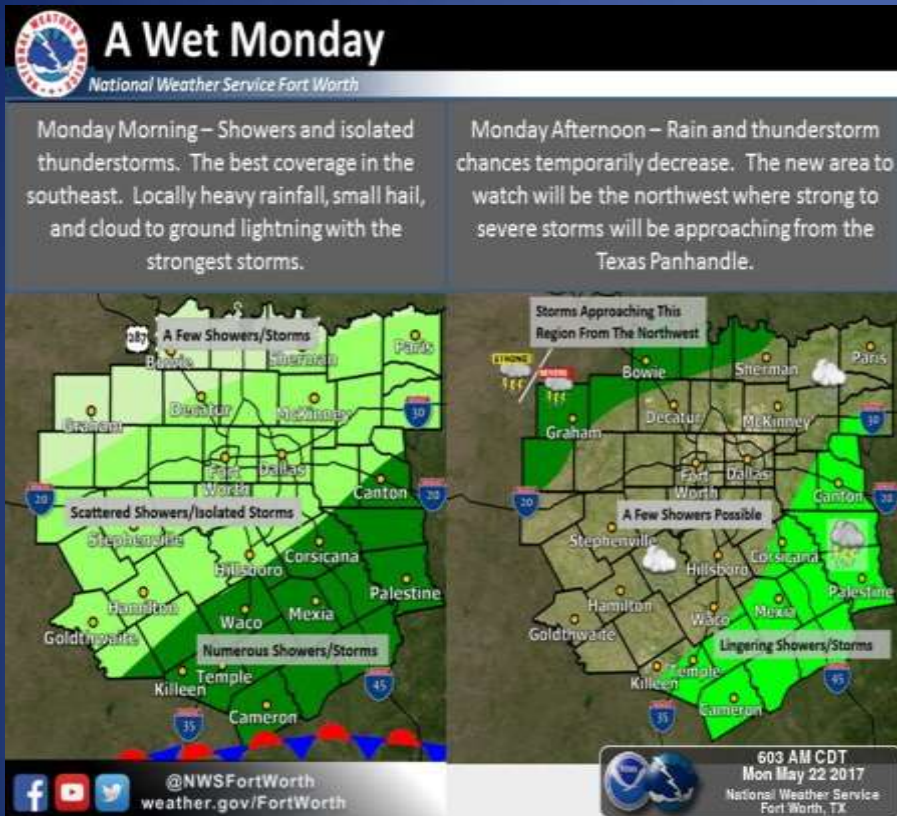 A Wet Monday
NATIONAL WEATHER SERVICE
National Weather Service Fort Worth
Monday Morning – Showers and isolated
thunderstorms. The best coverage in the
southeast. Locally heavy rainfall, small hail,
and cloud to ground lightning with the
strongest storms.
Monday Afternoon – Rain and thunderstorm
chances temporarily decrease. The new area to
watch will be the northwest where strong to
severe storms will be approaching from the
Texas Panhandle.
287
A Few Showers/Storms
Bowie
Sherman
Paris
Graham
Decatur
McKinney
30
Fort
Worth
Dallas
20
Canton
20
Scattered Showers/Isolated Storms
Stephenville
Hillsboro
Corsicana
Hamilton
Waco
Mexia
Palestine
Goldthwaite
Numerous Showers/Storms
Killeen
Temple
45
35
Cameron
Storms Approaching This
Region From The Northwest
STRONG
SEVERE
Bowie
Sherman
Paris
Graham
Decatur
McKinney
30
Fort
Worth
Dallas
20
Canton
20
A Few Showers Possible
Stephenville
Hillsboro
Corsicana
Hamilton
Waco
Mexia
Palestine
Goldthwaite
Lingering Showers/Storms
Killeen
Temple
45
35
Cameron
@NWSFortWorth
weather.gov/FortWorth
603 AM CDT
Mon May 22 2017
National Weather Service
Fort Worth, TX